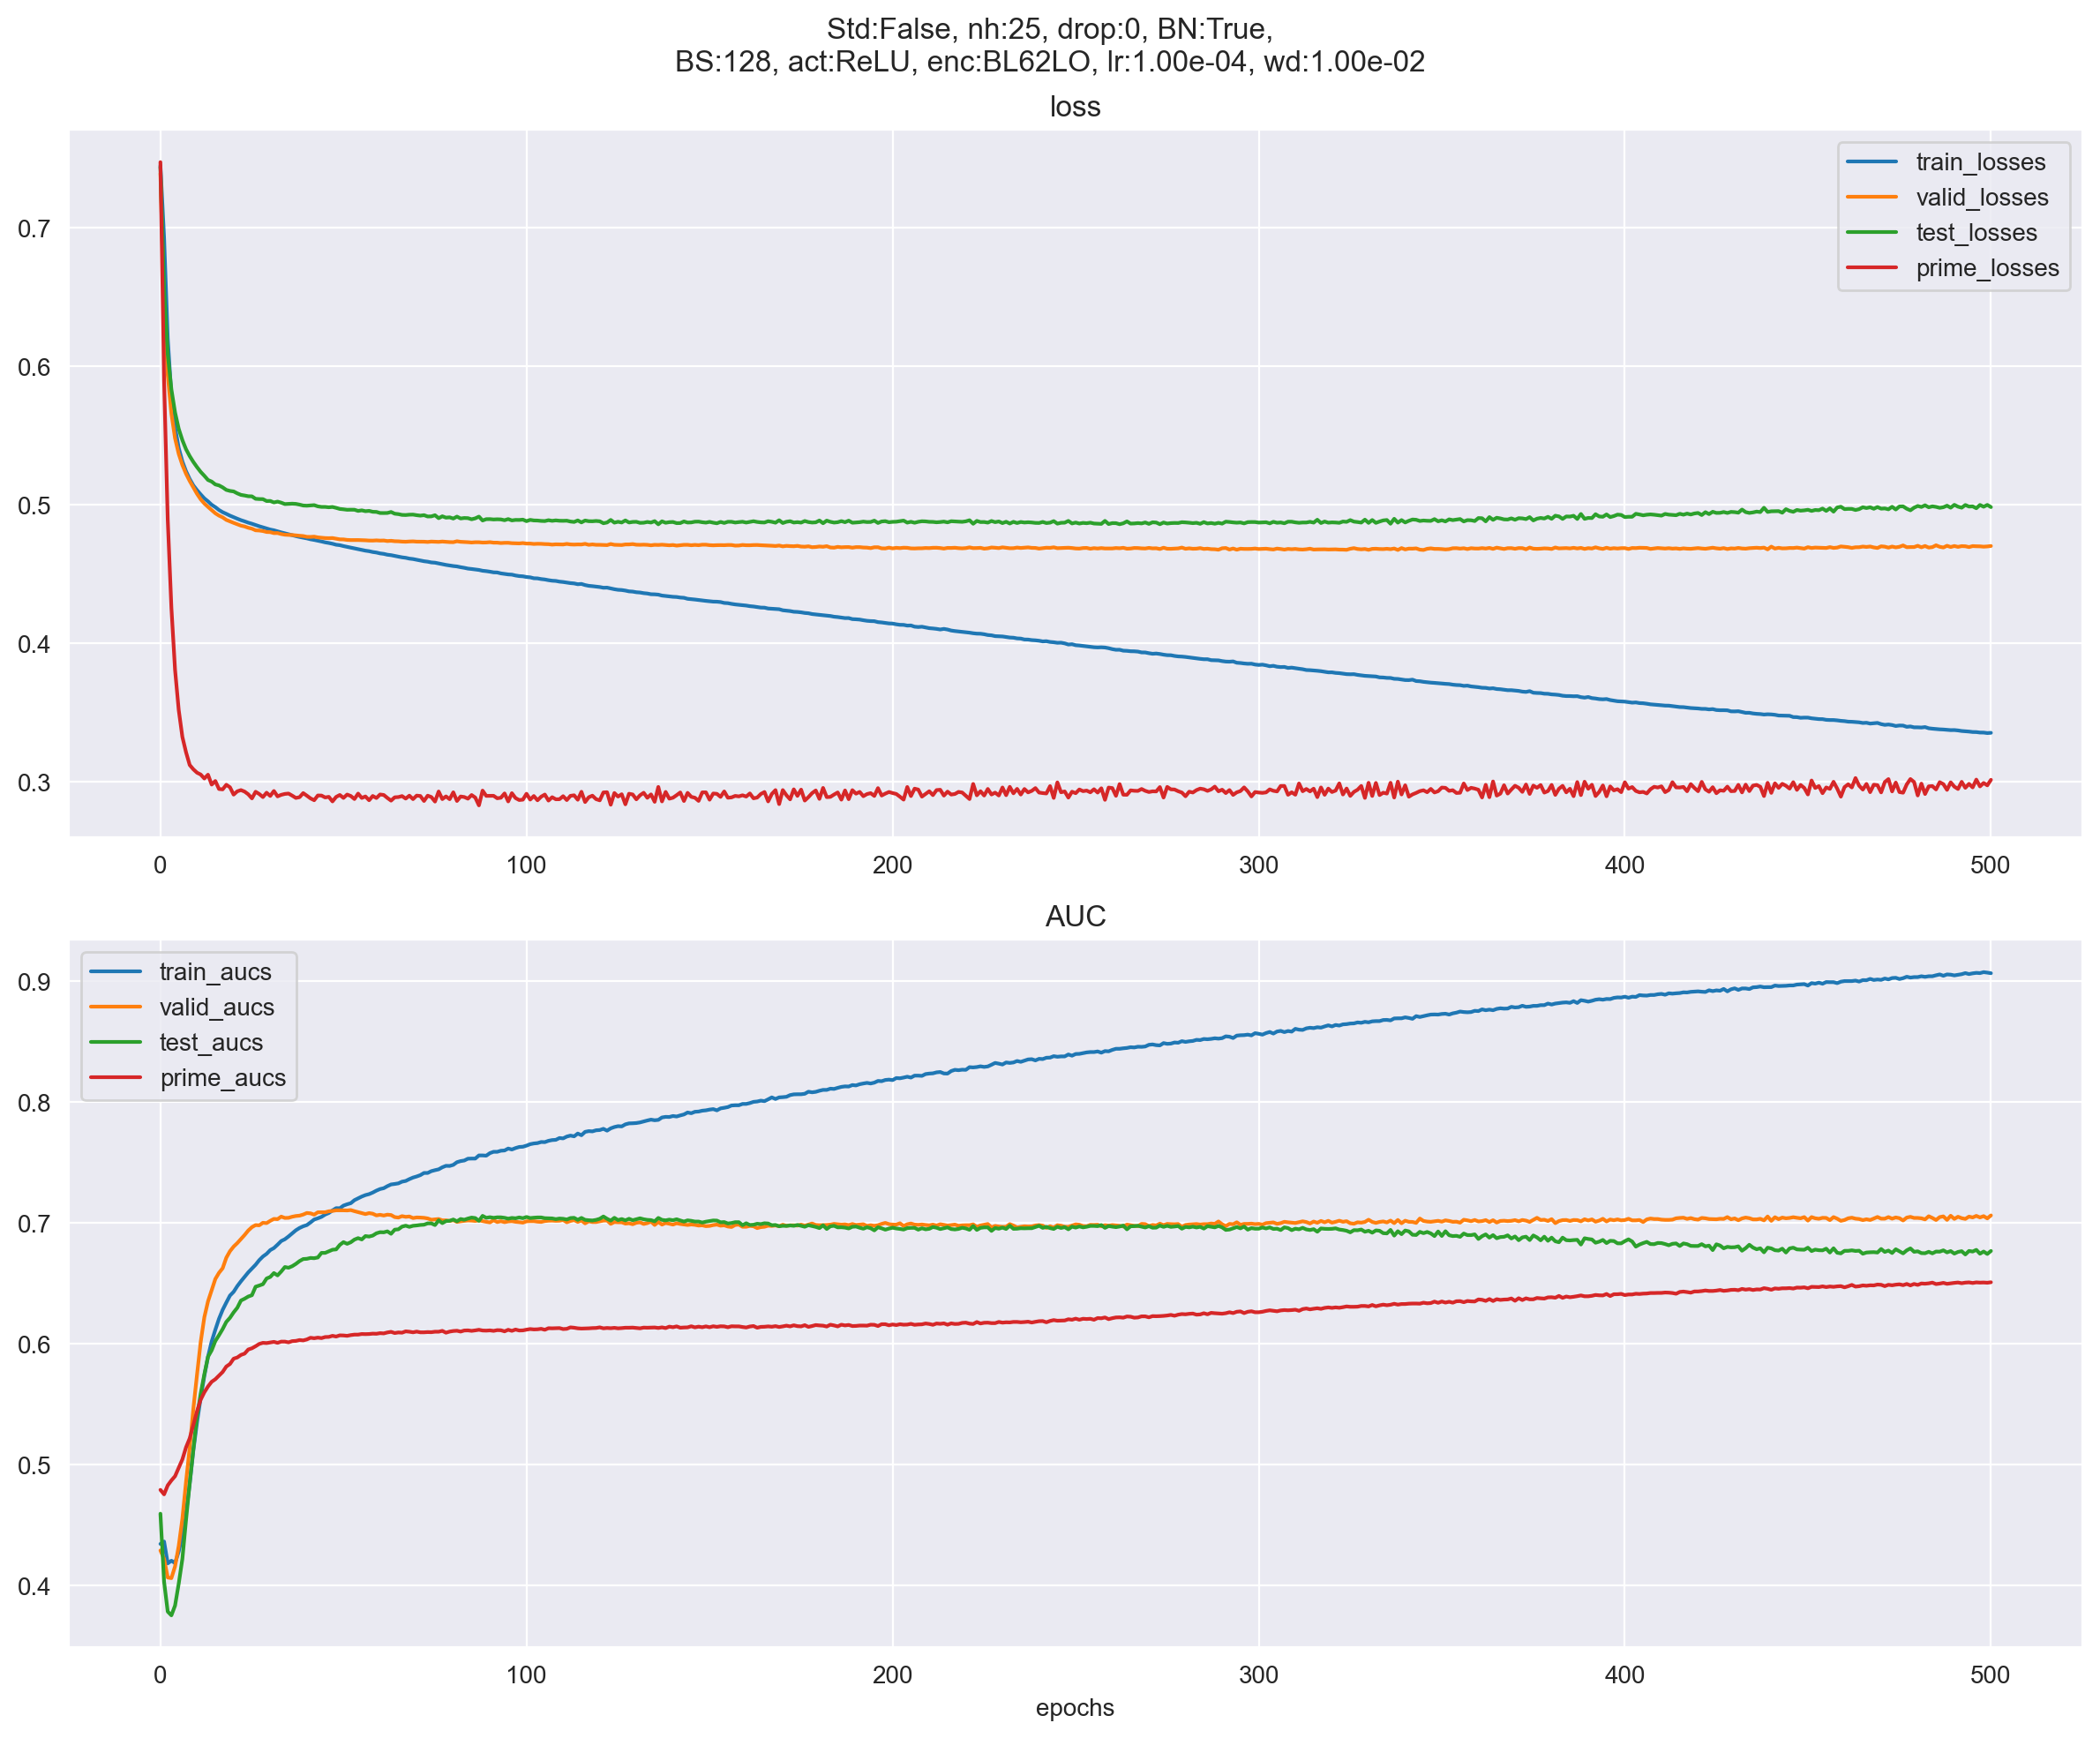 Std:False, nh:25, drop:0, BN:True,
BS:128, act:ReLU, enc:BL62LO, lr:1.00e-04, wd:1.00e-02
loss
train_losses
valid_losses
test_losses
prime_losses
0.7
0.6
0.5
0.4
0.3
0 100 200 300 400 500
AUC
train_aucs
valid_aucs
test_aucs
prime_aucs
0.9
0.8
0.7
0.6
0.5
0.4
0 100 200 300 400 500
epochs